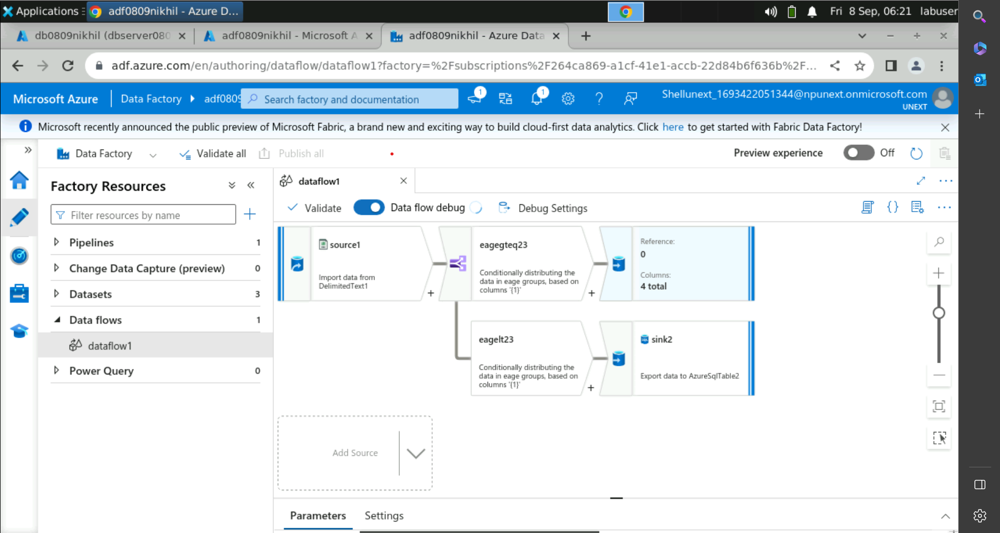 Applications
adf0809nikhil - Azure D...
Fri 8 Sep, 06:21 labuser
db0809nikhil (dbserver080
adf0809nikhil - Microsoft A
adf0809nikhil - Azure Data
adf.azure.com/en/authoring/dataflow/dataflow1?factory=%2Fsubscriptions%2F264ca869-a1cf-41e1-accb-22d84b6f636b%2F...
Microsoft Azure
Data Factory
adf0809
Search factory and documentation
1
1
Shellunext_1693422051344@npunext.onmicrosoft.com
UNEXT
Microsoft recently announced the public preview of Microsoft Fabric, a brand new and exciting way to build cloud-first data analytics. Click here to get started with Fabric Data Factory!
Data Factory
Validate all
Publish all
Preview experience
Off
Factory Resources
dataflow1
Filter resources by name
Validate
Data flow debug
Debug Settings
Pipelines 1
Change Data Capture (preview) 0
Datasets 3
Data flows 1
dataflow1
Power Query 0
source1
Import data from
DelimitedText1
eagegteq23
Conditionally distributing the
data in eage groups, based on
columns '{1}'
Reference:
0
Columns:
4 total
eagelt23
Conditionally distributing the
data in eage groups, based on
columns '{1}'
sink2
Export data to AzureSqlTable2
Add Source
Parameters
Settings